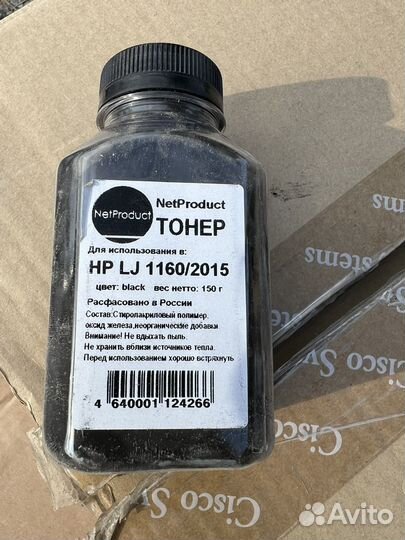 NetProduct
NetProduct
ТОНЕР
Для использования в:
HP LJ 1160/2015
цвет: black вес нетто: 150 г
Расфасовано в России
Состав:Стиролакриловый полимер,
оксид железа,неорганические добавки
Внимание! Не вдыхать пыль.
Не хранить вблизи источников тепла.
Перед использованием хорошо встряхнуть
4 640001 124266
stems
Cisco Sy
Cisco Systems
Cisco
Avito